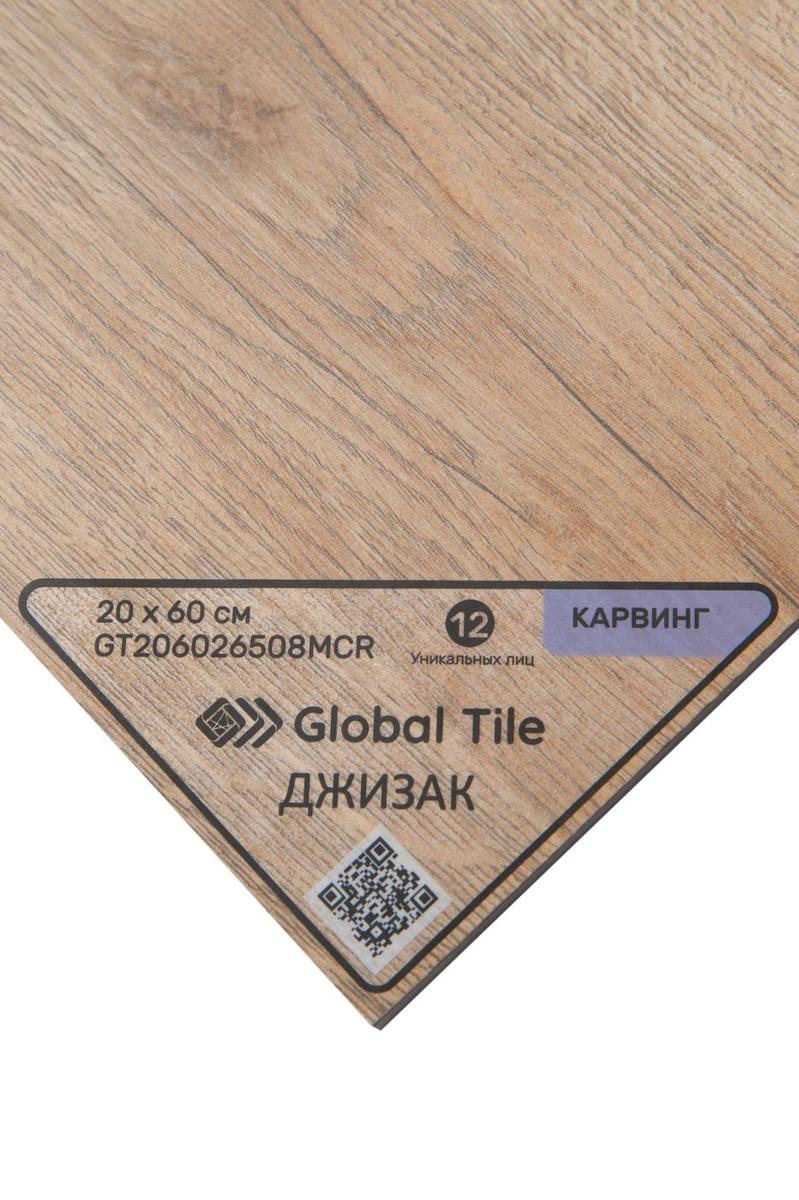 20 x 60 см
GT206026508MCR
12
Уникальных лиц
КАРВИНГ
Global Tile
ДЖИЗАК